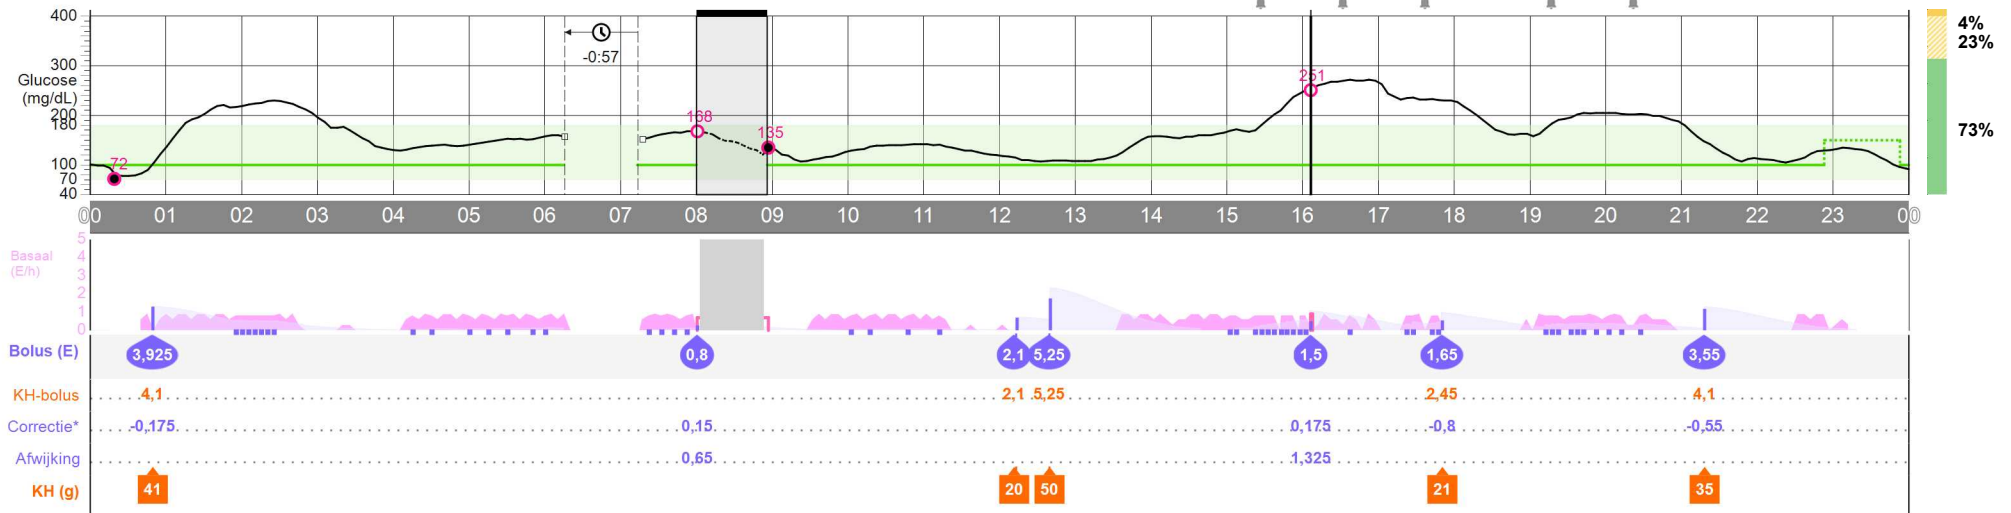 400
300
Glucose
(mg/dL)
200
180
100
70
40
-0:57
72
168
135
251
4%
23%
73%
00 01 02 03 04 05 06 07 08 09 10 11 12 13 14 15 16 17 18 19 20 21 22 23 00
Basaal
(E/h)
5
4
3
2
1
0
Bolus (E) 3,925 0,8 2,1 5,25 1,5 1,65 3,55
KH-bolus 4,1 2,1 5,25 2,45 4,1
Correctie* -0,175 0,15 0,175 -0,8 -0,55
Afwijking 0,65 1,325
KH (g) 41 20 50 21 35